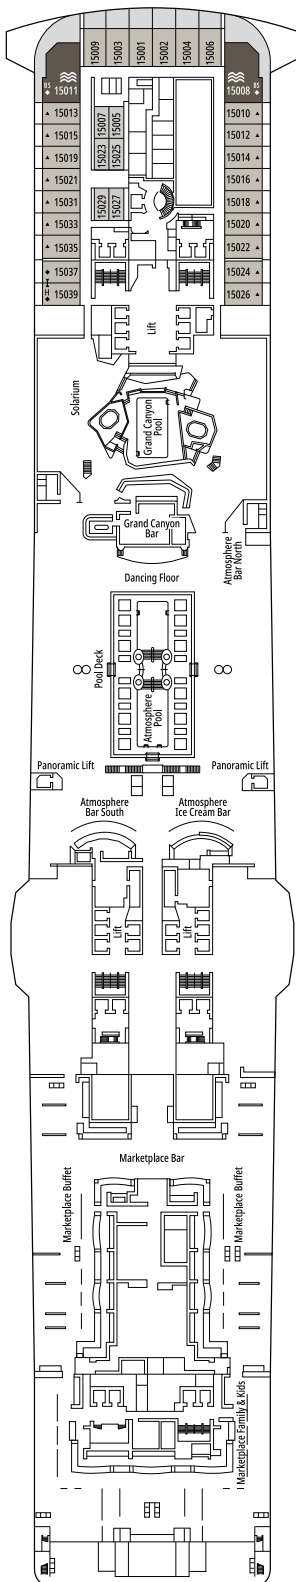 15009
15003
15001
15002
15004
15006
BS
15011
15008
BS
15013
15007
15005
15010
15015
15012
15019
15023
15025
15014
15021
15016
15031
15029
15027
15018
15033
15020
15035
15022
15037
15024
H
15039
15026
Lift
Solarium
Grand Canyon
Pool
Grand Canyon
Bar
Atmosphere
Bar North
Dancing Floor
Pool Deck
Atmosphere
Pool
Panoramic Lift
Panoramic Lift
Atmosphere
Bar South
Atmosphere
Ice Cream Bar
Lift
Lift
Marketplace Bar
Marketplace Buffet
Marketplace Buffet
Marketplace Family & Kids